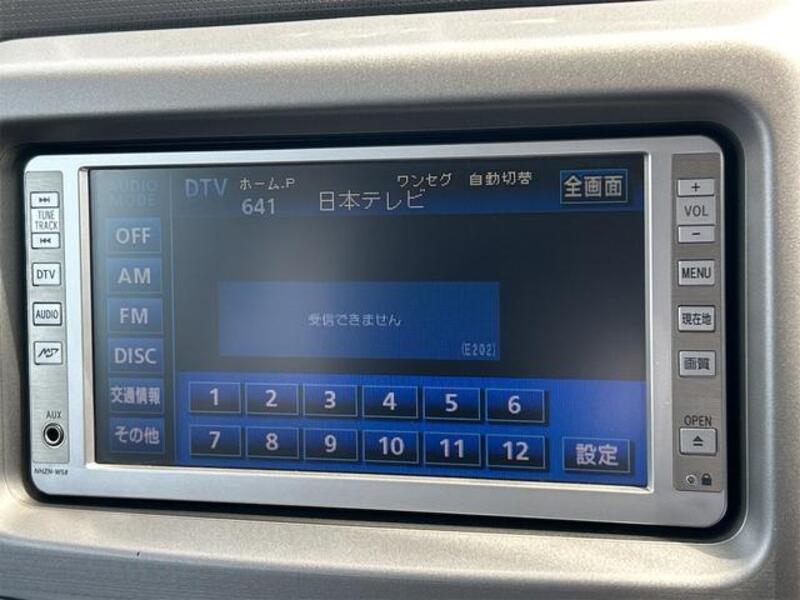 TUNE
TRACK
DTV
AUDIO
MAP
AUX
NHZN-W58
AUDIO
MODE
OFF
AM
FM
DISC
交通情報
その他
DTV ホーム.P ワンセグ 自動切替 全画面
641 日本テレビ
受信できません
(E202)
1 2 3 4 5 6
7 8 9 10 11 12 設定
+
VOL
−
MENU
現在地
画質
OPEN